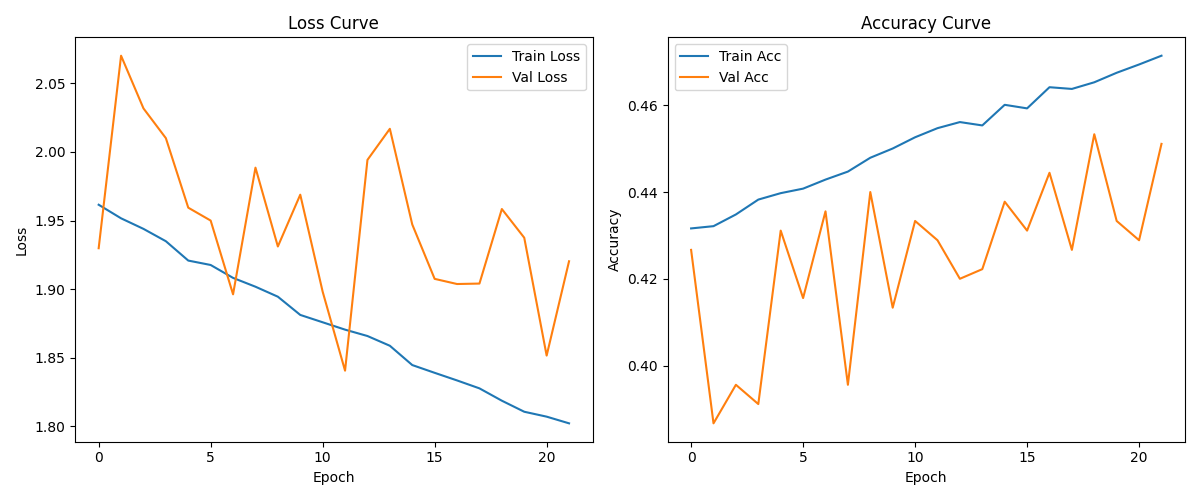 Loss Curve
Train Loss
Val Loss
2.05
2.00
1.95
1.90
1.85
1.80
0
5
10
15
20
Epoch
Loss
Accuracy Curve
Train Acc
Val Acc
0.46
0.44
0.42
0.40
0
5
10
15
20
Epoch
Accuracy